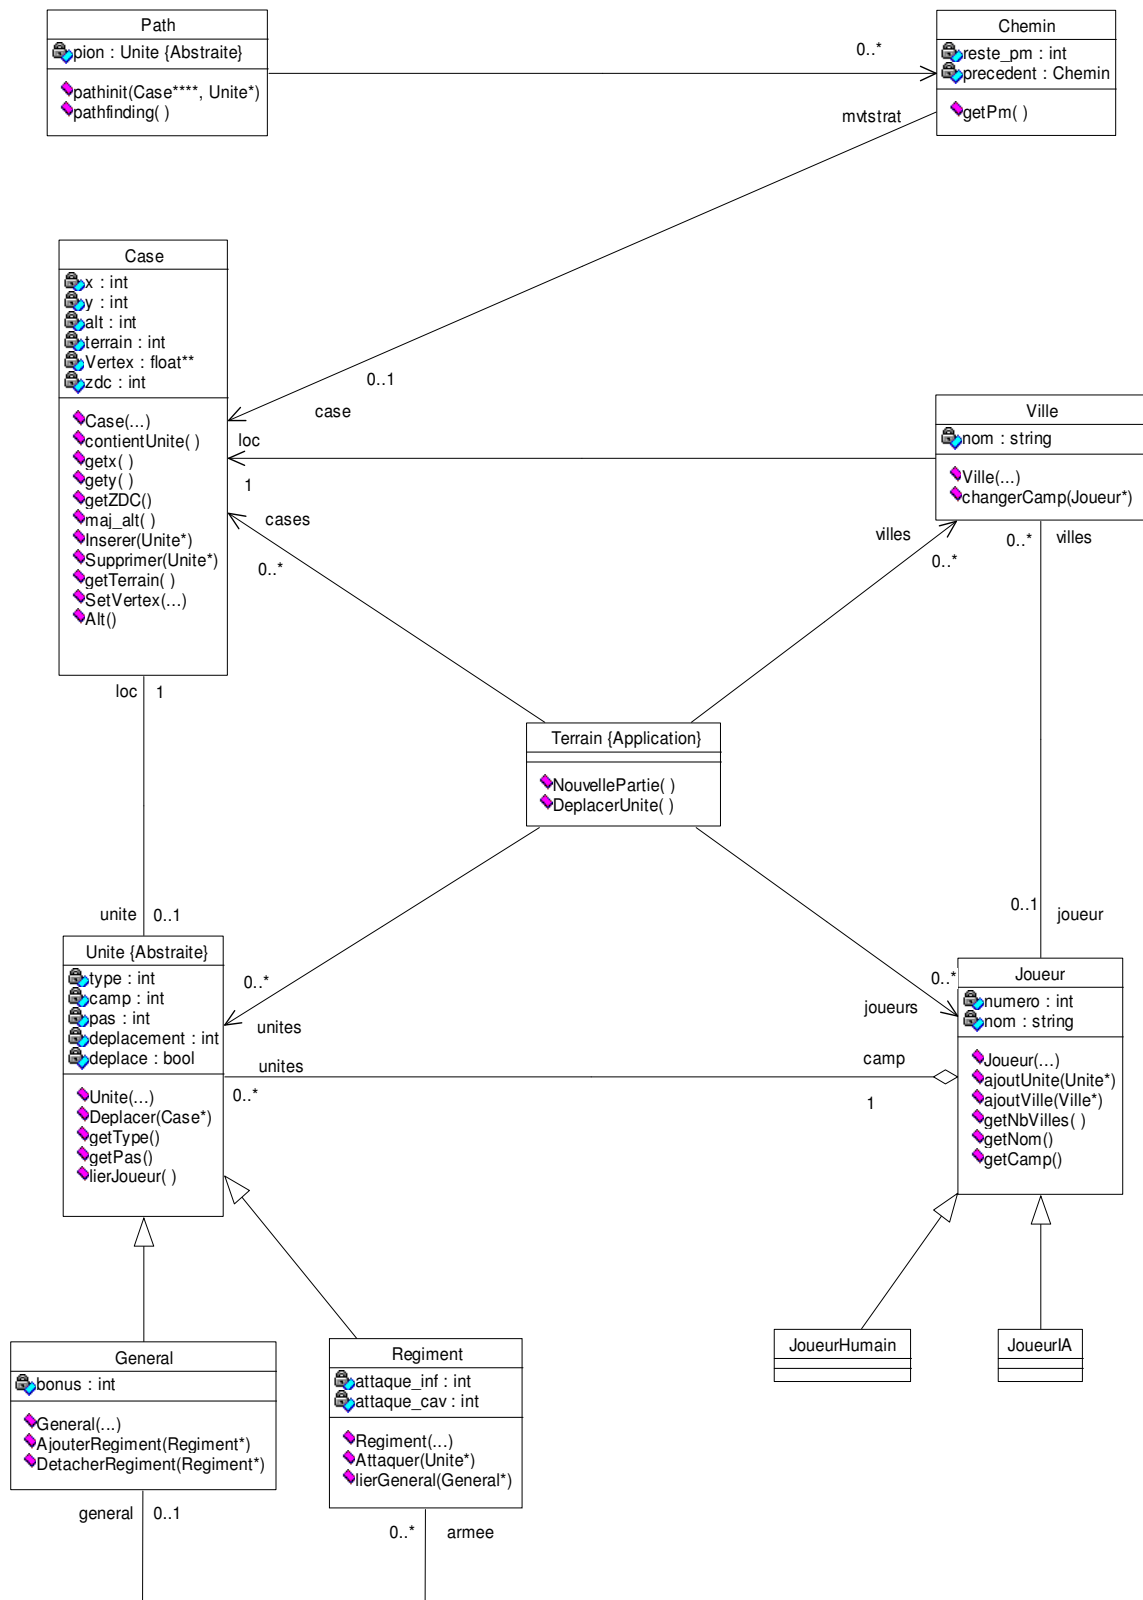 Path
pion : Unite {Abstraite}
pathinit(Case****, Unite*)
pathfinding( )
0..*
mvtstrat
Chemin
reste_pm : int
precedent : Chemin
getPm( )
Case
x : int
y : int
alt : int
terrain : int
Vertex : float**
zdc : int
Case(...)
contientUnite( )
getx( )
gety( )
getZDC()
maj_alt( )
Inserer(Unite*)
Supprimer(Unite*)
getTerrain( )
SetVertex(...)
Alt()
0..1
case
loc
1
cases
0..*
Ville
nom : string
Ville(...)
changerCamp(Joueur*)
villes
0..*
0..*
villes
loc
1
Terrain {Application}
NouvellePartie( )
DeplacerUnite( )
unite
0..1
0..1
joueur
Unite {Abstraite}
type : int
camp : int
pas : int
deplacement : int
deplace : bool
Unite(...)
Deplacer(Case*)
getType()
getPas()
lierJoueur( )
0..*
unites
unites
0..*
0..*
joueurs
camp
1
Joueur
numero : int
nom : string
Joueur(...)
ajoutUnite(Unite*)
ajoutVille(Ville*)
getNbVilles( )
getNom()
getCamp()
General
bonus : int
General(...)
AjouterRegiment(Regiment*)
DetacherRegiment(Regiment*)
Regiment
attaque_inf : int
attaque_cav : int
Regiment(...)
Attaquer(Unite*)
lierGeneral(General*)
JoueurHumain
JoueurIA
general
0..1
0..*
armee